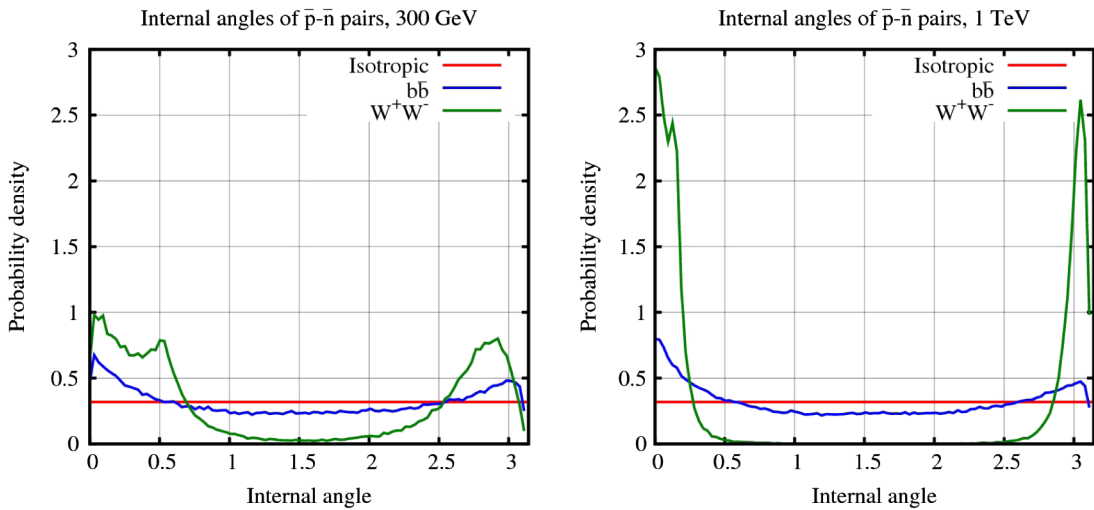 Internal angles of p̄-n̄ pairs, 300 GeV
3
2.5
2
1.5
1
0.5
0
Probability density
Isotropic
bb̄
W⁺W⁻
0 0.5 1 1.5 2 2.5 3
Internal angle
Internal angles of p̄-n̄ pairs, 1 TeV
3
2.5
2
1.5
1
0.5
0
Probability density
Isotropic
bb̄
W⁺W⁻
0 0.5 1 1.5 2 2.5 3
Internal angle